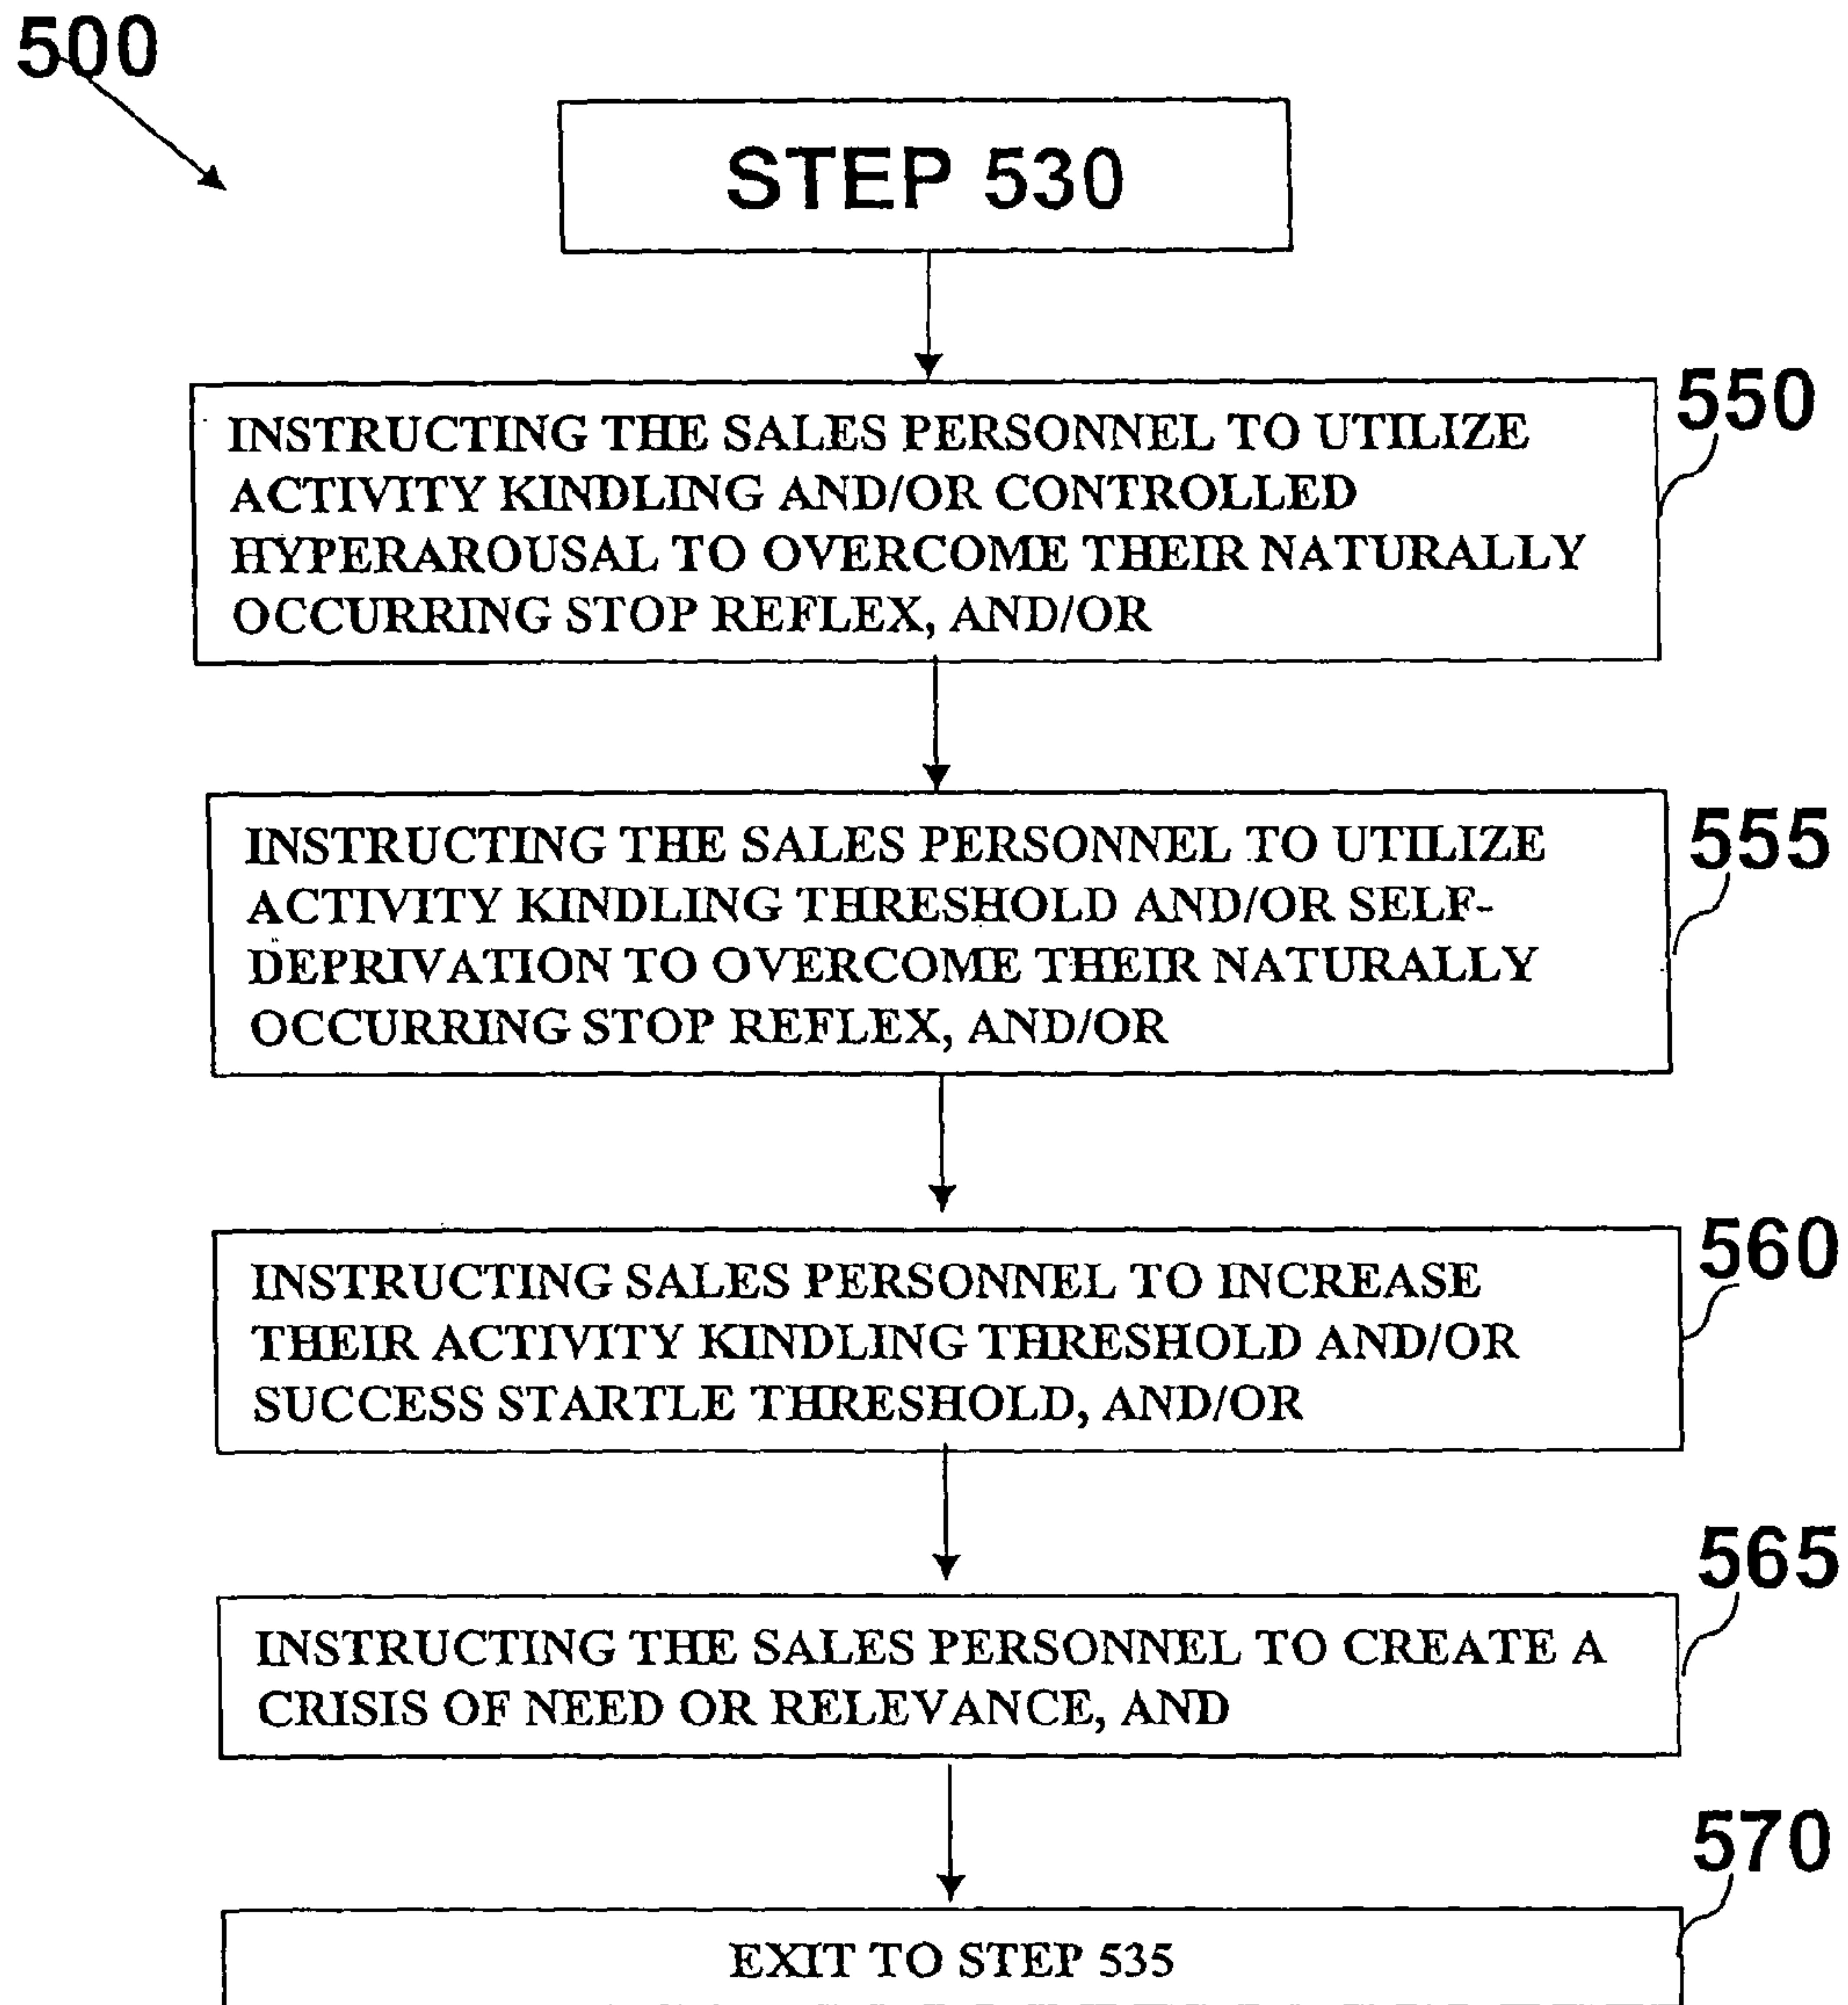 500
STEP 530
550
INSTRUCTING THE SALES PERSONNEL TO UTILIZE
ACTIVITY KINDLING AND/OR CONTROLLED
HYPERAROUSAL TO OVERCOME THEIR NATURALLY
OCCURRING STOP REFLEX, AND/OR
555
INSTRUCTING THE SALES PERSONNEL TO UTILIZE
ACTIVITY KINDLING THRESHOLD AND/OR SELF-
DEPRIVATION TO OVERCOME THEIR NATURALLY
OCCURRING STOP REFLEX, AND/OR
560
INSTRUCTING SALES PERSONNEL TO INCREASE
THEIR ACTIVITY KINDLING THRESHOLD AND/OR
SUCCESS STARTLE THRESHOLD, AND/OR
565
INSTRUCTING THE SALES PERSONNEL TO CREATE A
CRISIS OF NEED OR RELEVANCE, AND
570
EXIT TO STEP 535